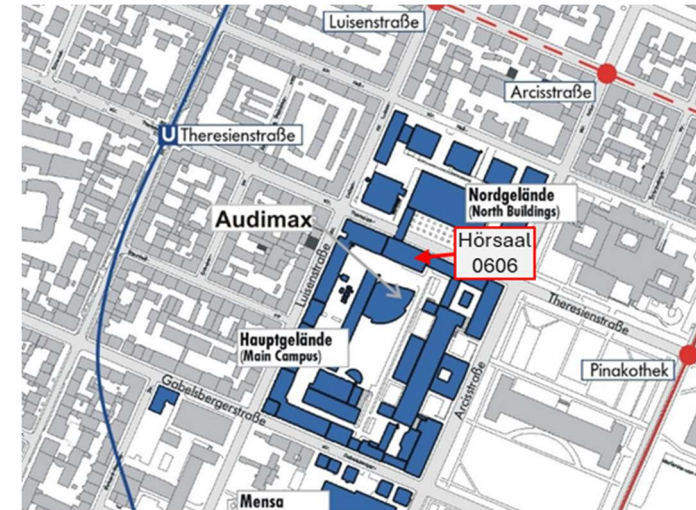 Luisenstraße
Arcisstraße
U Theresienstraße
Nordgelände
(North Buildings)
Audimax
Hörsaal
0606
Luisenstraße
Theresienstraße
Hauptgelände
(Main Campus)
Pinakothek
Arcisstraße
Gabelsbergerstraße
Mensa